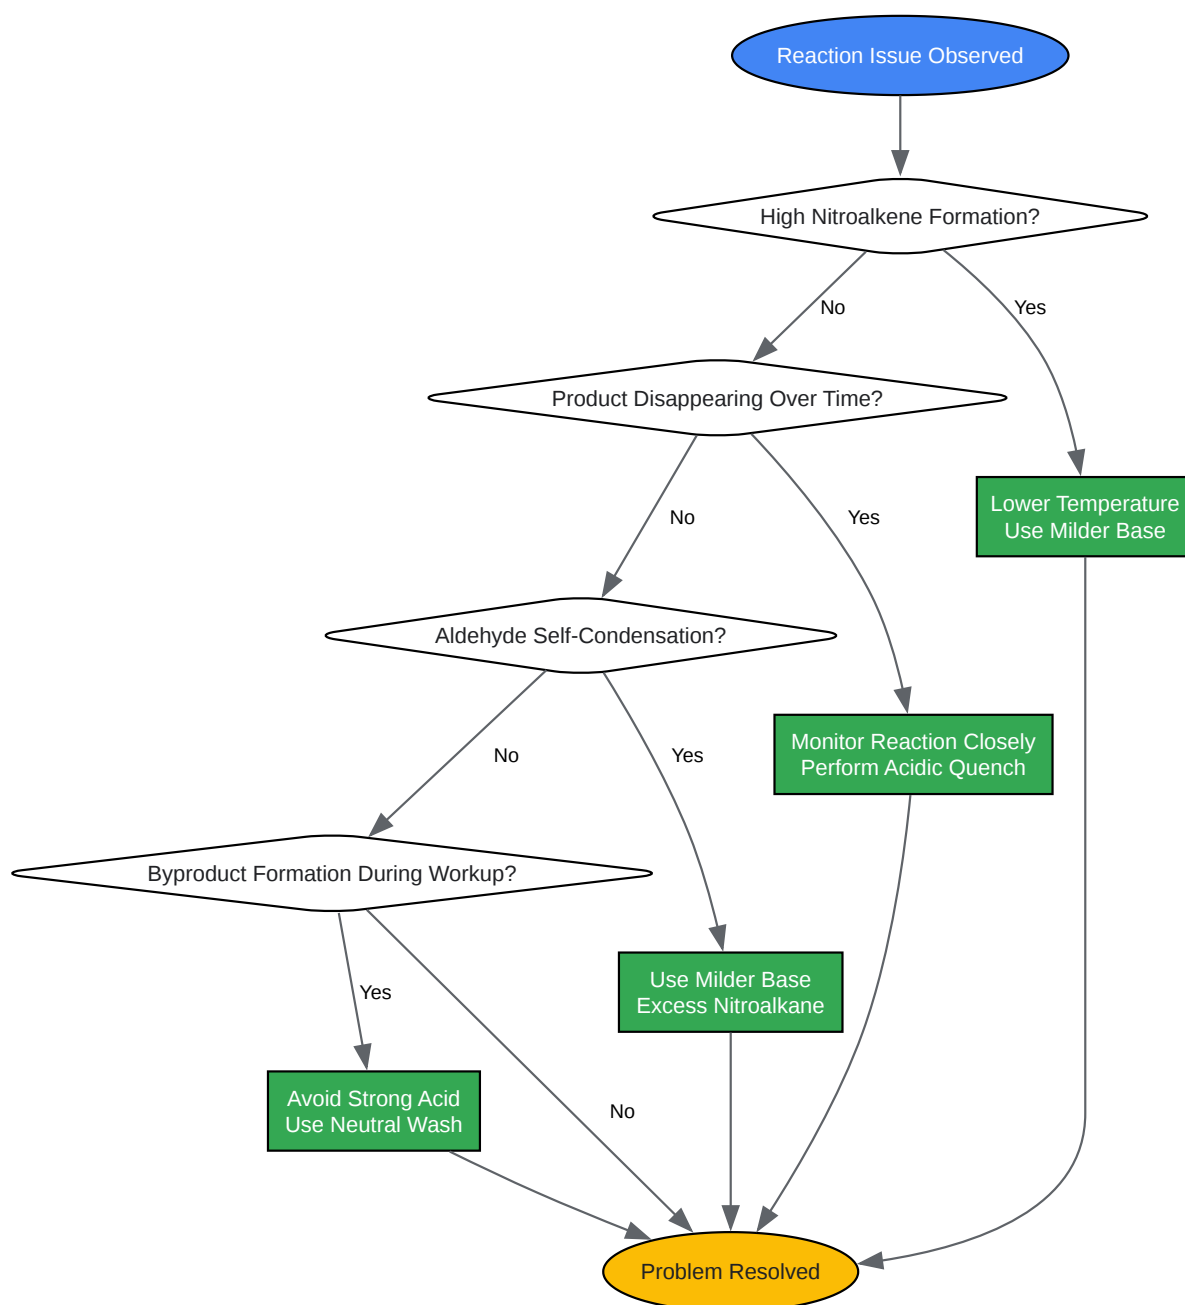 Reaction Issue Observed
High Nitroalkene Formation?
No
Yes
Product Disappearing Over Time?
Lower Temperature
Use Milder Base
No
Yes
Aldehyde Self-Condensation?
Monitor Reaction Closely
Perform Acidic Quench
No
Yes
Byproduct Formation During Workup?
Use Milder Base
Excess Nitroalkane
Yes
Avoid Strong Acid
Use Neutral Wash
No
Problem Resolved